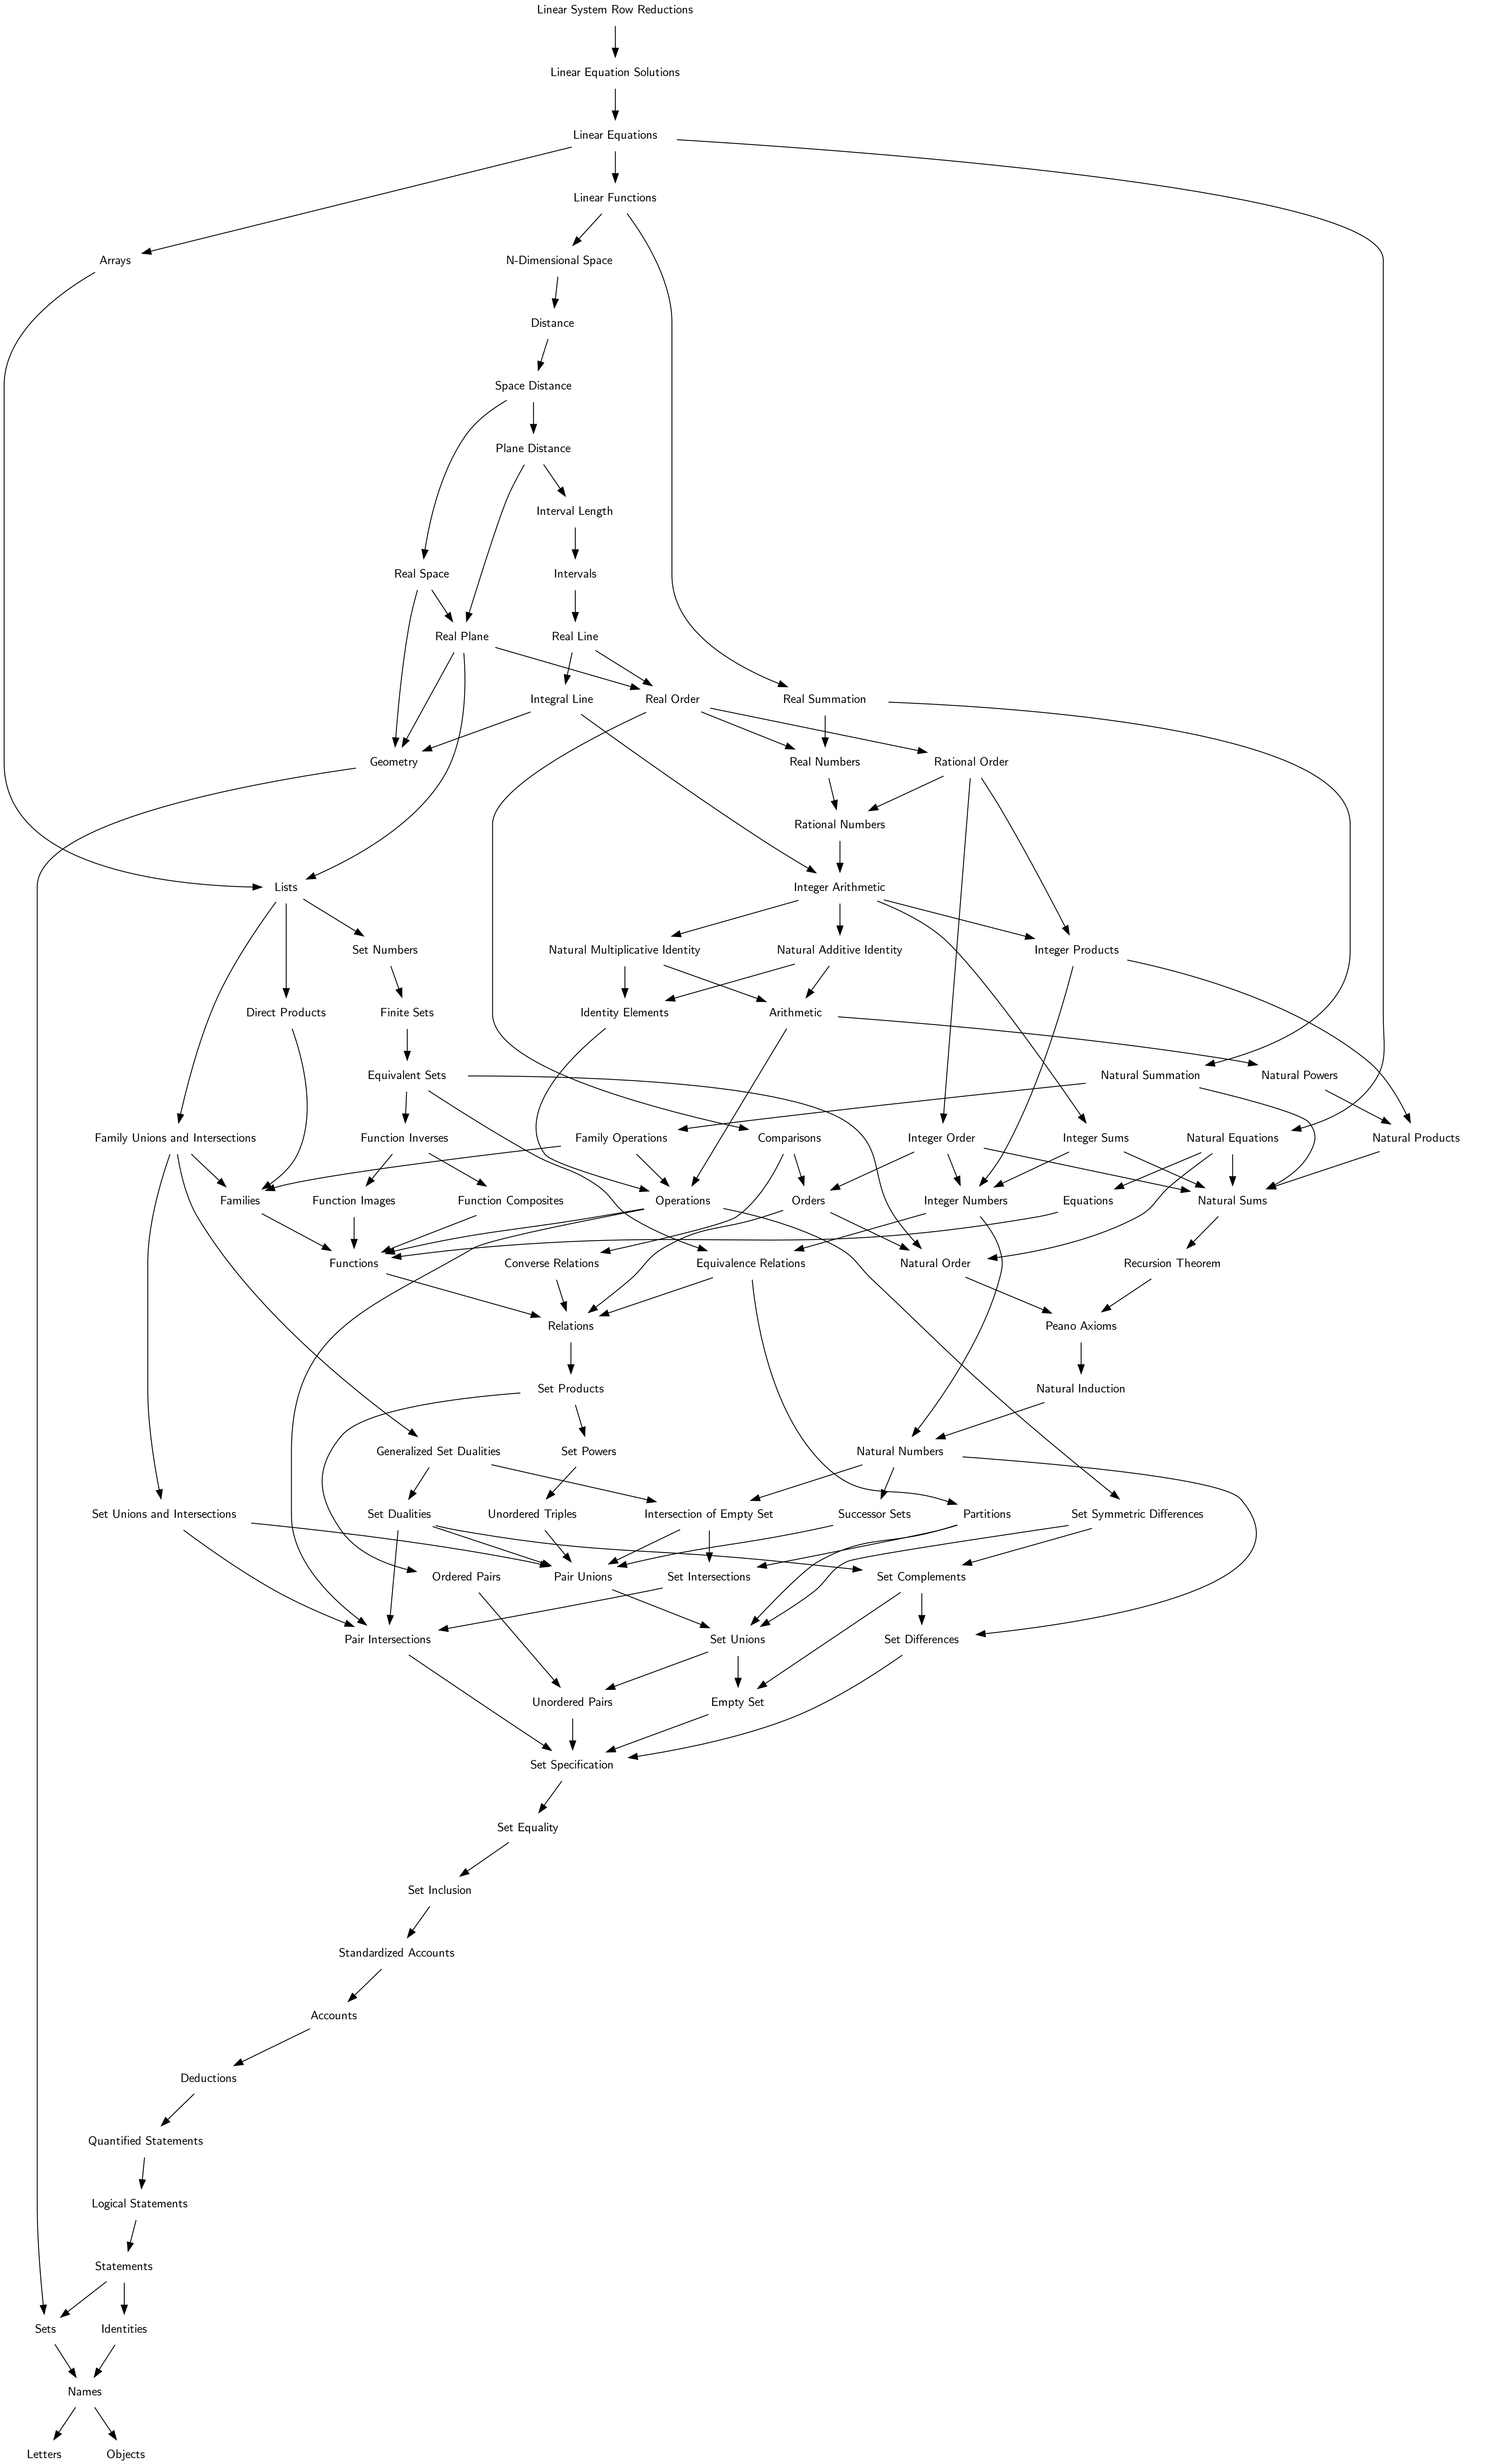 Linear System Row Reductions
Linear Equation Solutions
Linear Equations
Linear Functions
Arrays
N-Dimensional Space
Distance
Space Distance
Plane Distance
Interval Length
Real Space
Intervals
Real Plane
Real Line
Integral Line
Real Order
Real Summation
Geometry
Real Numbers
Rational Order
Rational Numbers
Lists
Integer Arithmetic
Set Numbers
Natural Multiplicative Identity
Natural Additive Identity
Integer Products
Direct Products
Finite Sets
Identity Elements
Arithmetic
Equivalent Sets
Natural Summation
Natural Powers
Family Unions and Intersections
Function Inverses
Family Operations
Comparisons
Integer Order
Integer Sums
Natural Equations
Natural Products
Families
Function Images
Function Composites
Operations
Orders
Integer Numbers
Equations
Natural Sums
Functions
Converse Relations
Equivalence Relations
Natural Order
Recursion Theorem
Relations
Peano Axioms
Set Products
Natural Induction
Generalized Set Dualities
Set Powers
Natural Numbers
Set Unions and Intersections
Set Dualities
Unordered Triples
Intersection of Empty Set
Successor Sets
Partitions
Set Symmetric Differences
Ordered Pairs
Pair Unions
Set Intersections
Set Complements
Pair Intersections
Set Unions
Set Differences
Unordered Pairs
Empty Set
Set Specification
Set Equality
Set Inclusion
Standardized Accounts
Accounts
Deductions
Quantified Statements
Logical Statements
Statements
Sets
Identities
Names
Letters
Objects